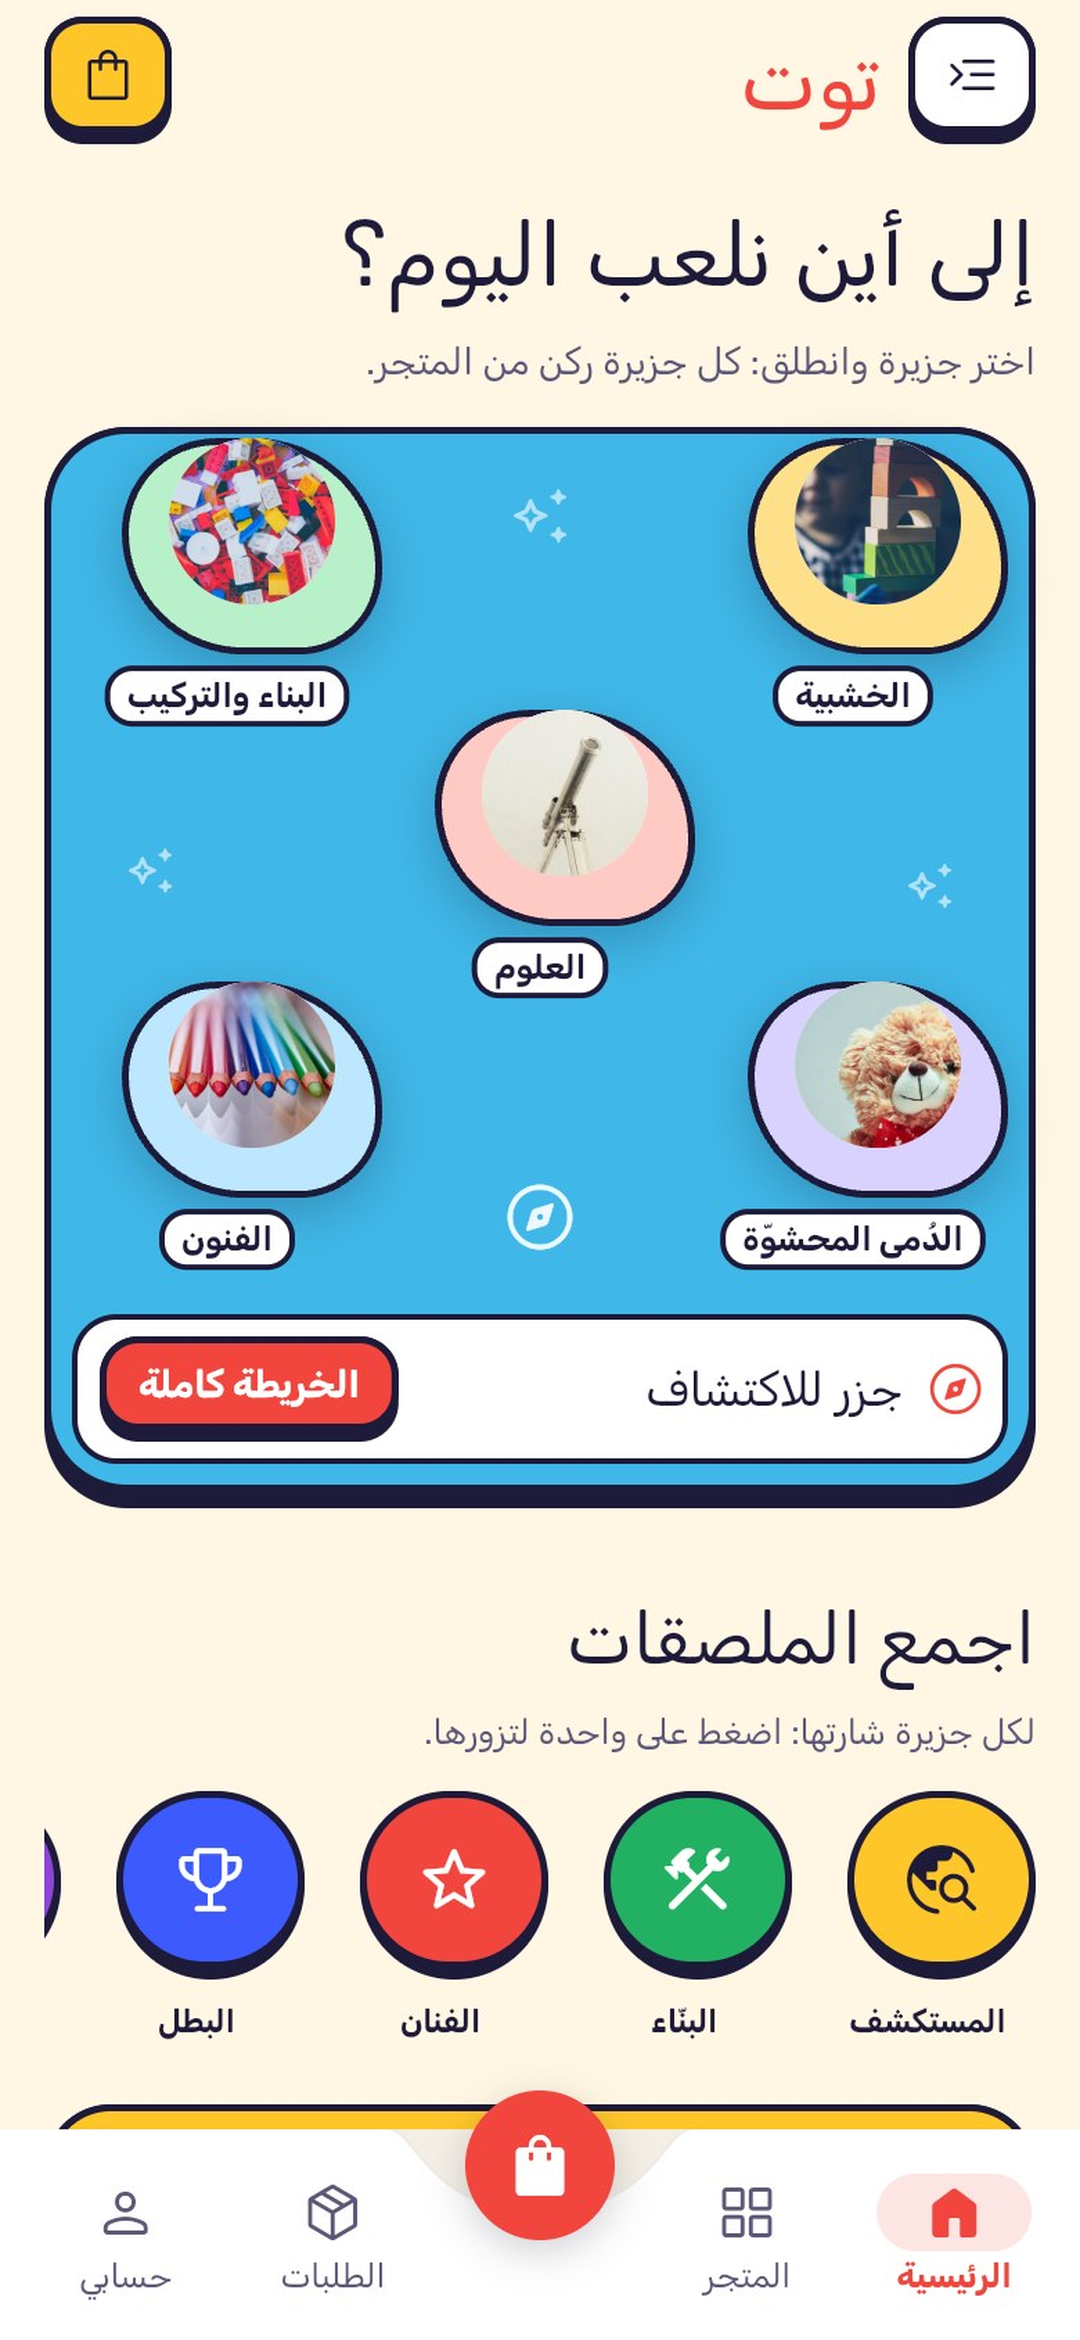 توت
إلى أين نلعب اليوم؟
اختر جزيرة وانطلق: كل جزيرة ركن من المتجر.
الخشبية
البناء والتركيب
العلوم
الدُمى المحشوّة
الفنون
جزر للاكتشاف
الخريطة كاملة
اجمع الملصقات
لكل جزيرة شارتها: اضغط على واحدة لتزورها.
المستكشف
البنّاء
الفنان
البطل
الرئيسية
المتجر
الطلبات
حسابي